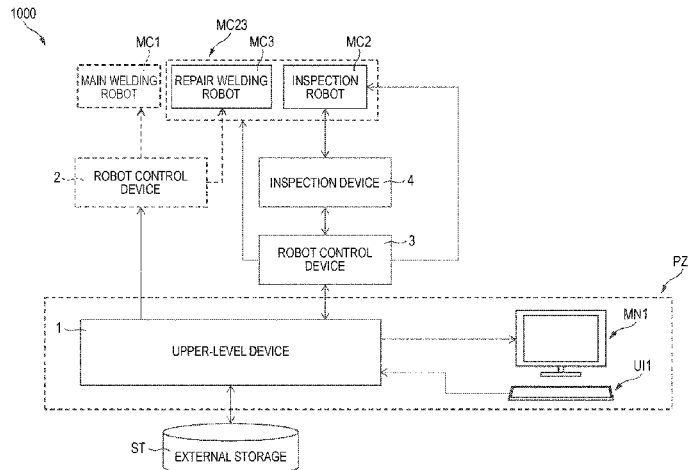 1000
MC23
MC1
MC3
MC2
MAIN WELDING
ROBOT
REPAIR WELDING
ROBOT
INSPECTION
ROBOT
2
ROBOT CONTROL
DEVICE
INSPECTION DEVICE
4
ROBOT CONTROL
DEVICE
3
PZ
1
UPPER-LEVEL DEVICE
MN1
UI1
ST
EXTERNAL STORAGE